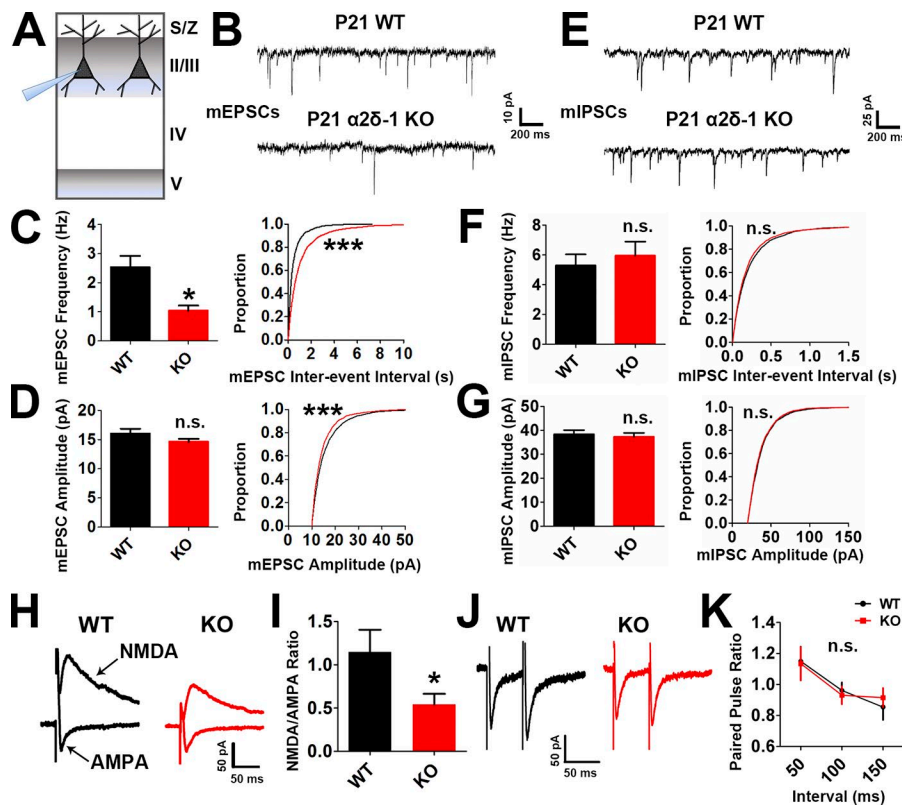 A
S/Z
II/III
IV
V
B
P21 WT
mEPSCs
P21 α2δ-1 KO
10 pA
200 ms
E
P21 WT
mIPSCs
P21 α2δ-1 KO
25 pA
200 ms
C
mEPSC Frequency (Hz)
4
3
2
1
0
WT
KO
*
Proportion
1.0
0.8
0.6
0.4
0.2
0.0
***
0 2 4 6 8 10
mEPSC Inter-event Interval (s)
F
mIPSC Frequency (Hz)
8
6
4
2
0
n.s.
WT
KO
Proportion
1.0
0.8
0.6
0.4
0.2
0.0
n.s.
0.0 0.5 1.0 1.5
mIPSC Inter-event Interval (s)
D
mEPSC Amplitude (pA)
20
15
10
5
0
n.s.
WT
KO
Proportion
1.0
0.8
0.6
0.4
0.2
0.0
***
0 10 20 30 40 50
mEPSC Amplitude (pA)
G
mIPSC Amplitude (pA)
50
40
30
20
10
0
n.s.
WT
KO
Proportion
1.0
0.8
0.6
0.4
0.2
0.0
n.s.
0 50 100 150
mIPSC Amplitude (pA)
H
WT KO
NMDA
AMPA
50 pA
50 ms
I
NMDA/AMPA Ratio
1.5
1.0
0.5
0.0
*
WT
KO
J
WT KO
50 pA
50 ms
K
WT
KO
Paired Pulse Ratio
1.4
1.2
1.0
0.8
0.6
n.s.
50
100
150
Interval (ms)